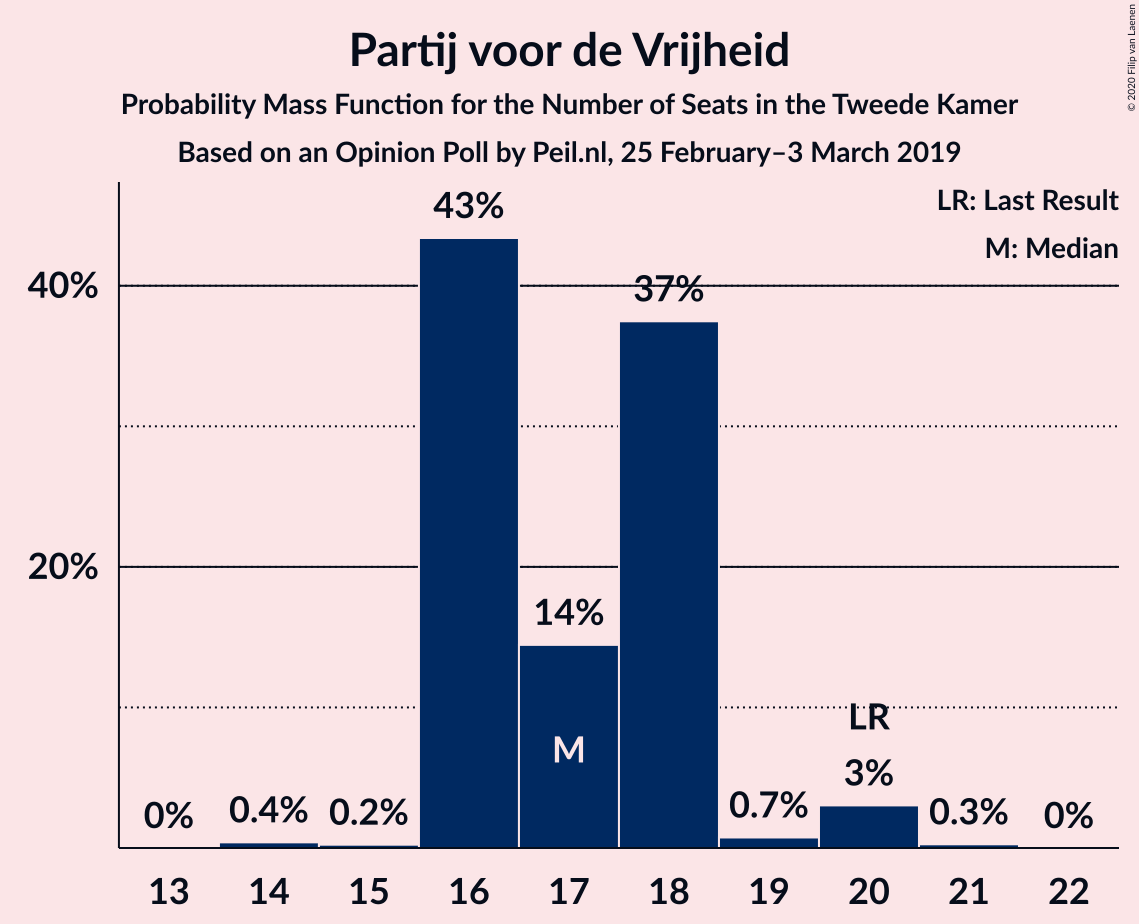 Partij voor de Vrijheid
Probability Mass Function for the Number of Seats in the Tweede Kamer
Based on an Opinion Poll by Peil.nl, 25 February–3 March 2019
© 2020 Filip van Laenen
LR: Last Result
M: Median
43%
40%
37%
20%
14%
M
LR
3%
0% 0.4% 0.2% 0.7% 0.3% 0%
13 14 15 16 17 18 19 20 21 22